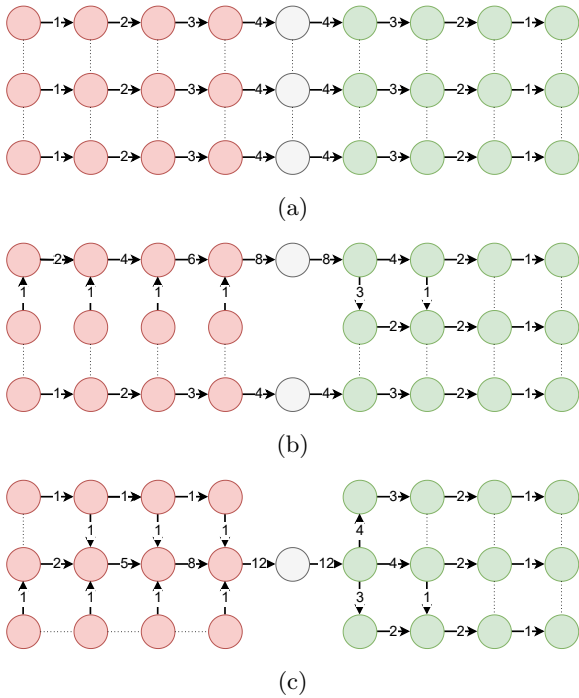 1 2 3 4 4 3 2 1
1 2 3 4 4 3 2 1
1 2 3 4 4 3 2 1
(a)
2 4 6 8 8 4 2 1
1 1 1 1 3 1
2 2 1
1 2 3 4 4 3 2 1
(b)
1 1 1 3 2 1
1 1 1 4
2 5 8 12 12 4 2 1
1 1 1 1 3 1
2 2 1
(c)